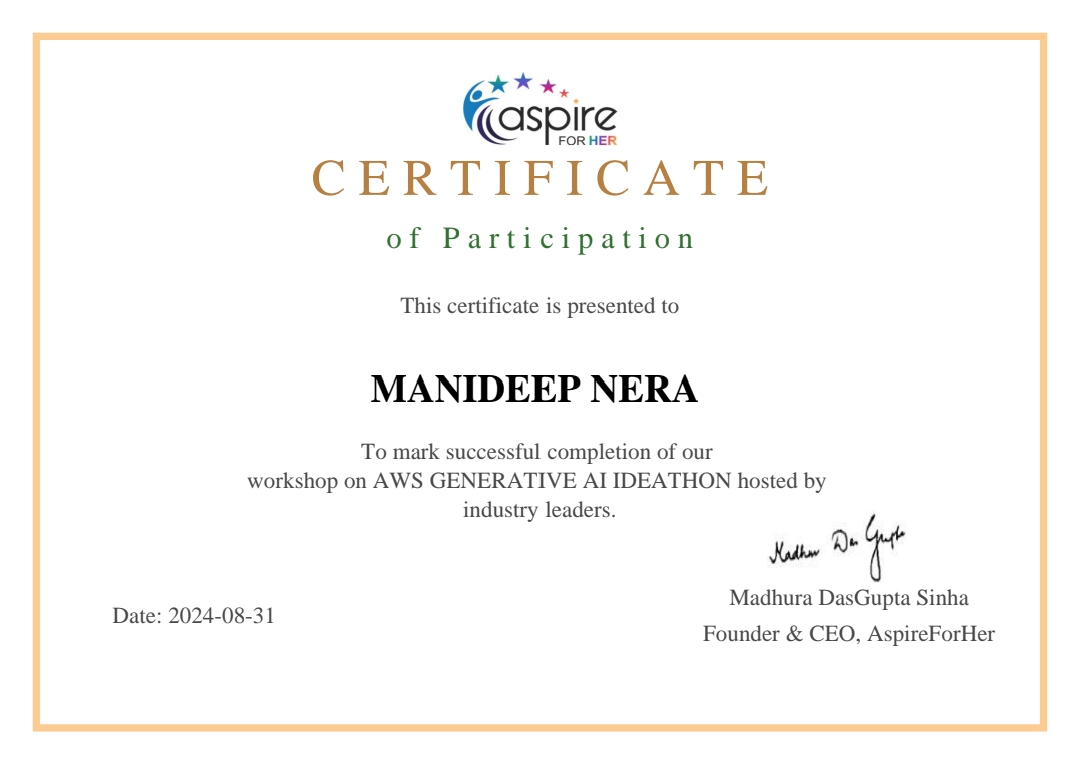 aspire
FOR HER
CERTIFICATE
of Participation
This certificate is presented to
MANIDEEP NERA
To mark successful completion of our
workshop on AWS GENERATIVE AI IDEATHON hosted by
industry leaders.
Madhura Das Gupta
Madhura DasGupta Sinha
Date: 2024-08-31
Founder & CEO, AspireForHer